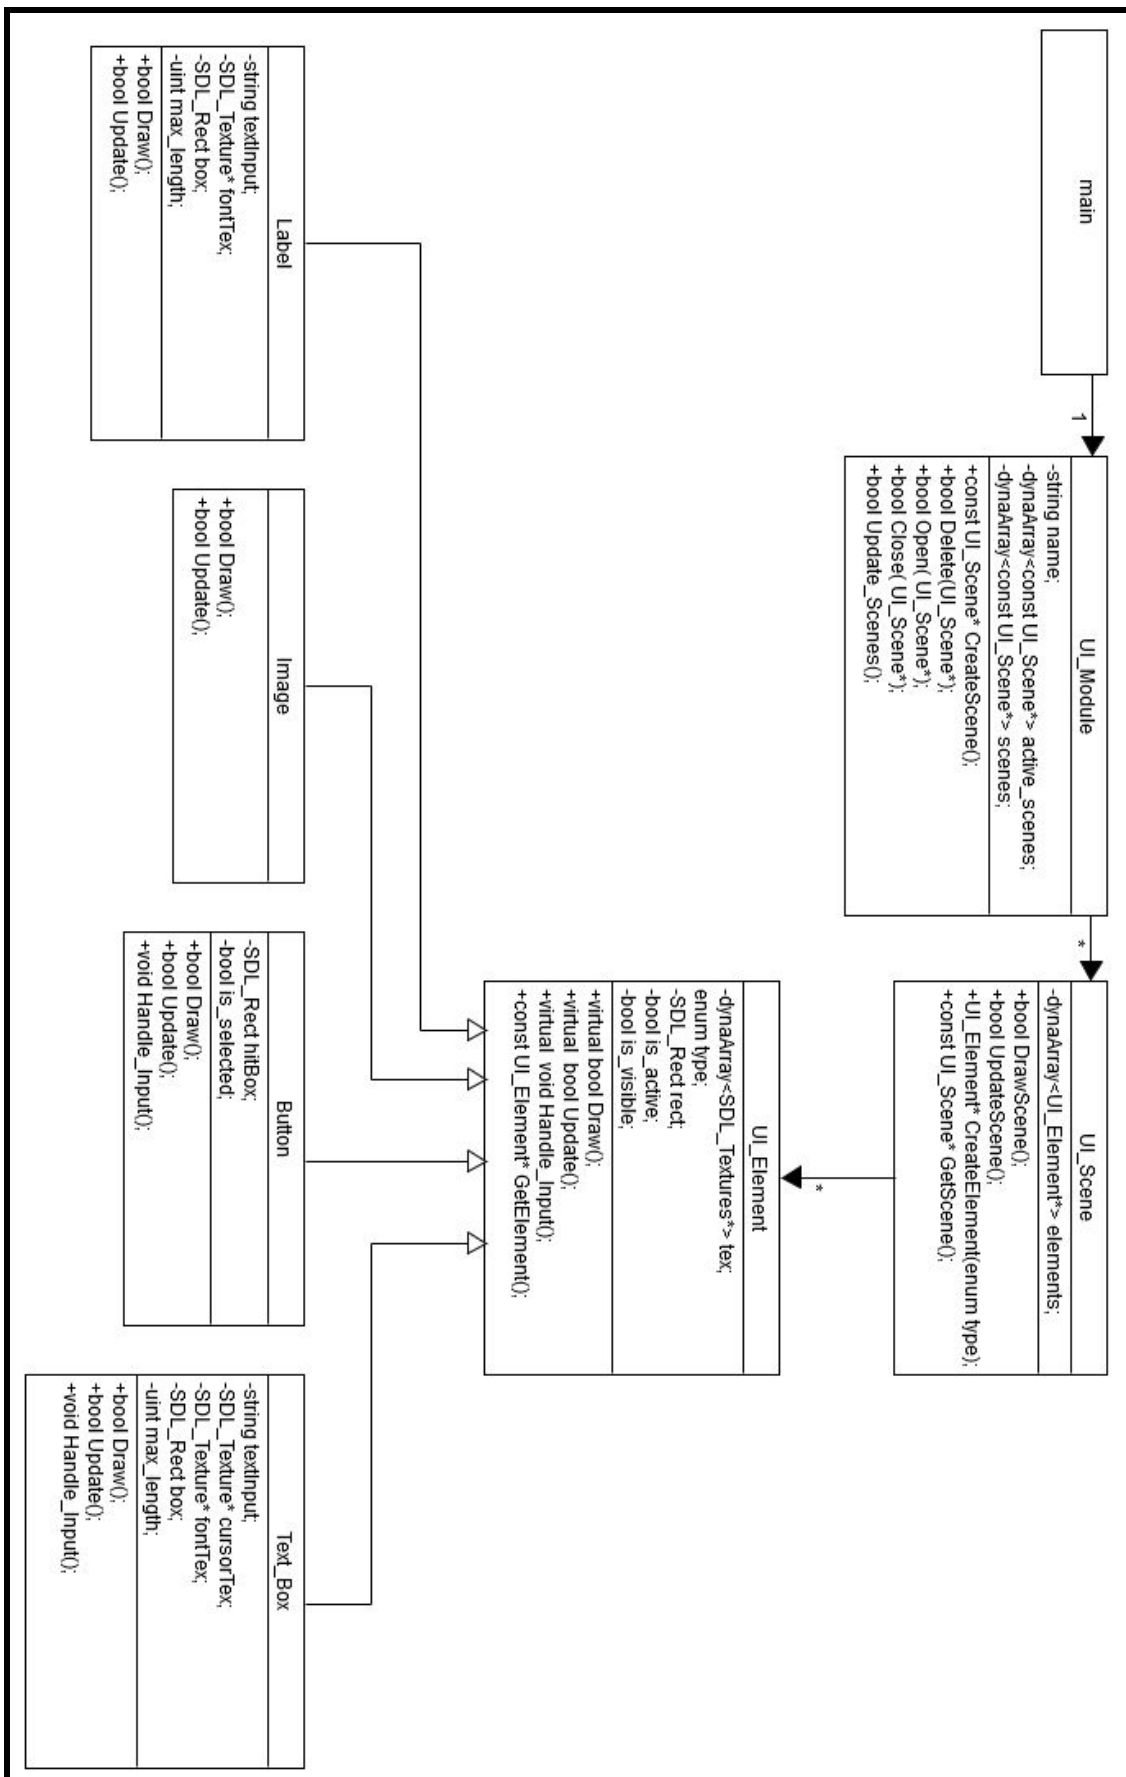 main
1
UI_Module
-string name;
-dynaArray<const UI_Scene*> active_scenes;
-dynaArray<const UI_Scene*> scenes;
+const UI_Scene* CreateScene();
+bool Delete(UI_Scene*);
+bool Open( UI_Scene*);
+bool Close( UI_Scene*);
+bool Update_Scenes();
*
UI_Scene
-dynaArray<UI_Element*> elements;
+bool DrawScene();
+bool UpdateScene();
+UI_Element* CreateElement(enum type);
+const UI_Scene* GetScene();
*
UI_Element
-dynaArray<SDL_Textures*> tex;
enum type;
-SDL_Rect rect;
-bool is_active;
-bool is_visible;
+virtual bool Draw();
+virtual bool Update();
+virtual void Handle_Input();
+const UI_Element* GetElement();
Label
-string textInput;
-SDL_Texture* fontTex;
-SDL_Rect box;
-uint max_length;
+bool Draw();
+bool Update();
Image
+bool Draw();
+bool Update();
Button
-SDL_Rect hitBox;
-bool is_selected;
+bool Draw();
+bool Update();
+void Handle_Input();
Text_Box
-string textInput;
-SDL_Texture* cursorTex;
-SDL_Texture* fontTex;
-SDL_Rect box;
-uint max_length;
+bool Draw();
+bool Update();
+void Handle_Input();